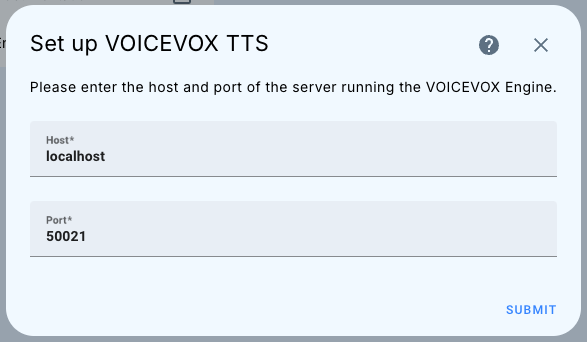 Set up VOICEVOX TTS
Please enter the host and port of the server running the VOICEVOX Engine.
Host*
localhost
Port*
50021
SUBMIT